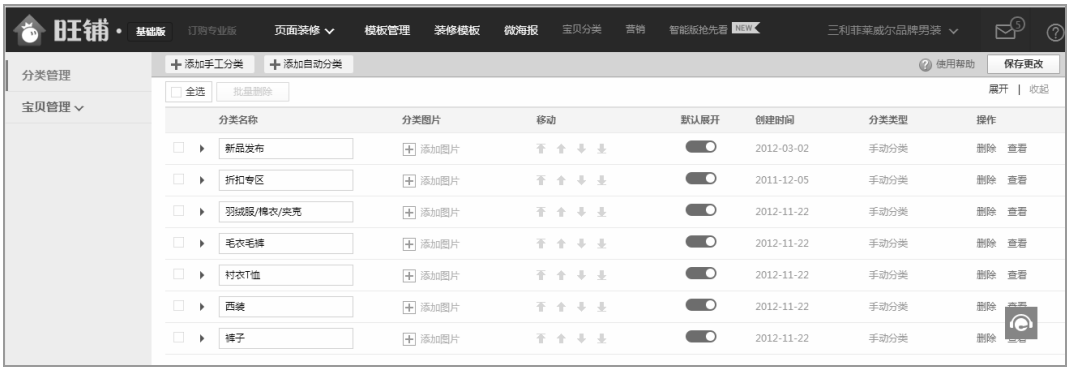 旺铺· 基础版 订购专业版 页面装修 模板管理 装修模板 微海报 宝贝分类 营销 智能版抢先看 NEW 三利菲莱威尔品牌男装 5
分类管理
宝贝管理
添加手工分类 添加自动分类 使用帮助 保存更改
全选 批量删除 展开 | 收起
分类名称 分类图片 移动 默认展开 创建时间 分类类型 操作
新品发布 添加图片 2012-03-02 手动分类 删除 查看
折扣专区 添加图片 2011-12-05 手动分类 删除 查看
羽绒服/棉衣/夹克 添加图片 2012-11-22 手动分类 删除 查看
毛衣毛裤 添加图片 2012-11-22 手动分类 删除 查看
衬衣T恤 添加图片 2012-11-22 手动分类 删除 查看
西装 添加图片 2012-11-22 手动分类 删除
裤子 添加图片 2012-11-22 手动分类 删除